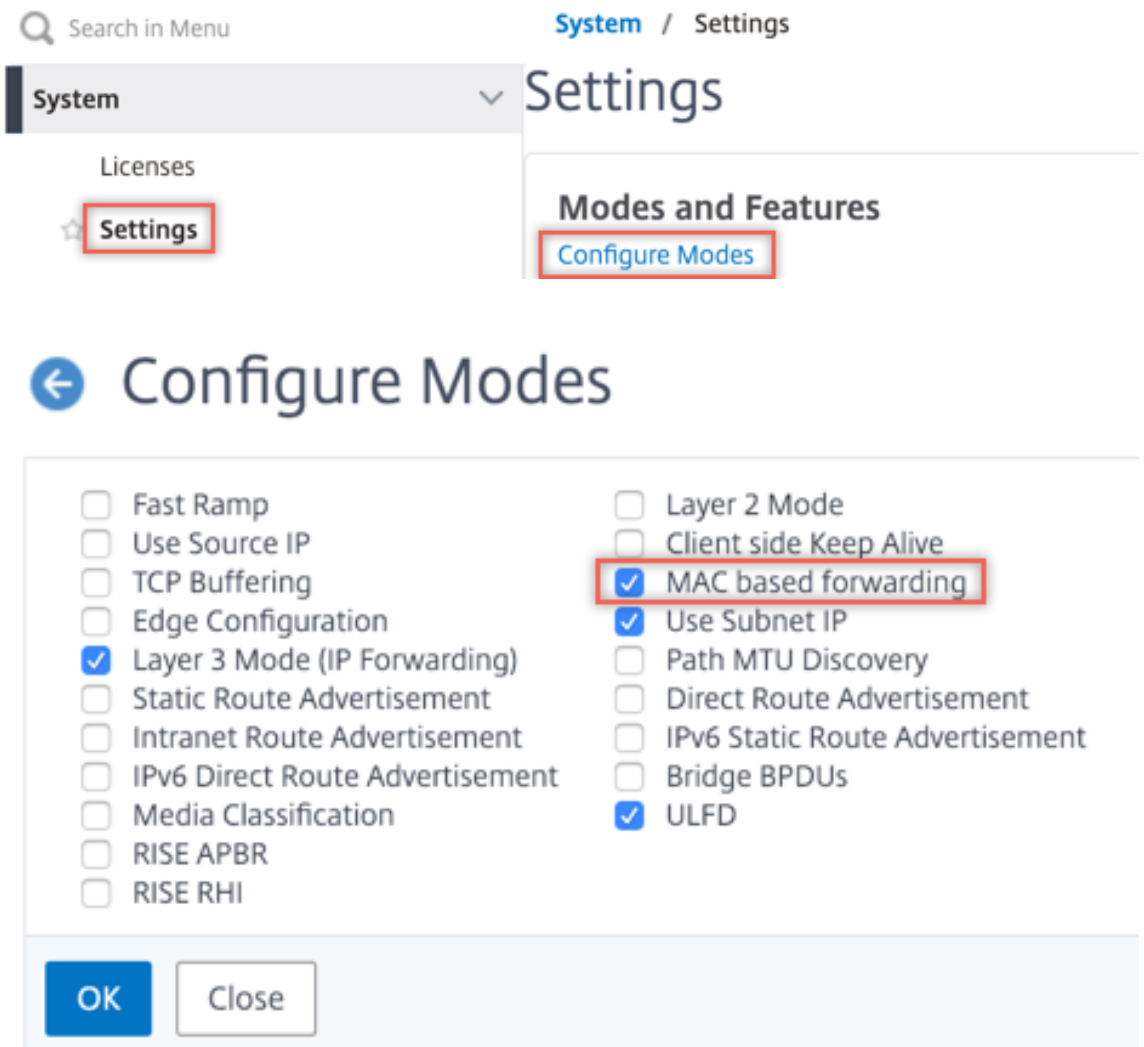 Search in Menu
System / Settings
System
Settings
Licenses
Settings
Modes and Features
Configure Modes
Configure Modes
Fast Ramp
Layer 2 Mode
Use Source IP
Client side Keep Alive
TCP Buffering
MAC based forwarding
Edge Configuration
Use Subnet IP
Layer 3 Mode (IP Forwarding)
Path MTU Discovery
Static Route Advertisement
Direct Route Advertisement
Intranet Route Advertisement
IPv6 Static Route Advertisement
IPv6 Direct Route Advertisement
Bridge BPDUs
Media Classification
ULFD
RISE APBR
RISE RHI
OK
Close